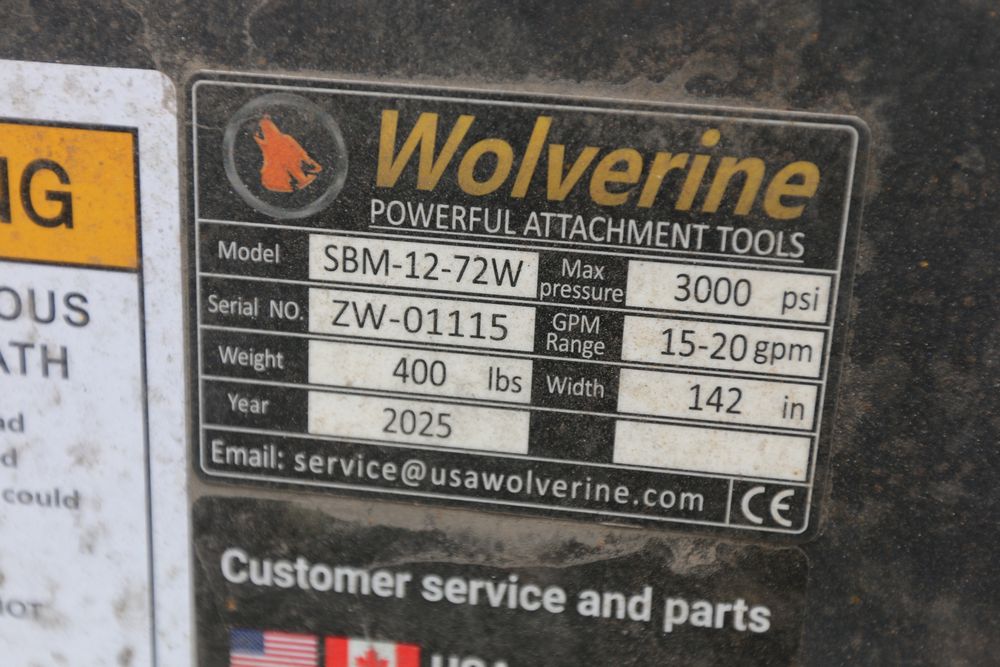 Wolverine
POWERFUL ATTACHMENT TOOLS
Model SBM-12-72W Max pressure 3000 psi
Serial NO. ZW-01115 GPM Range 15-20 gpm
Weight 400 lbs Width 142 in
Year 2025
Email: service@usawolverine.com CE
Customer service and parts
USA
NG
OUS
ATH
could